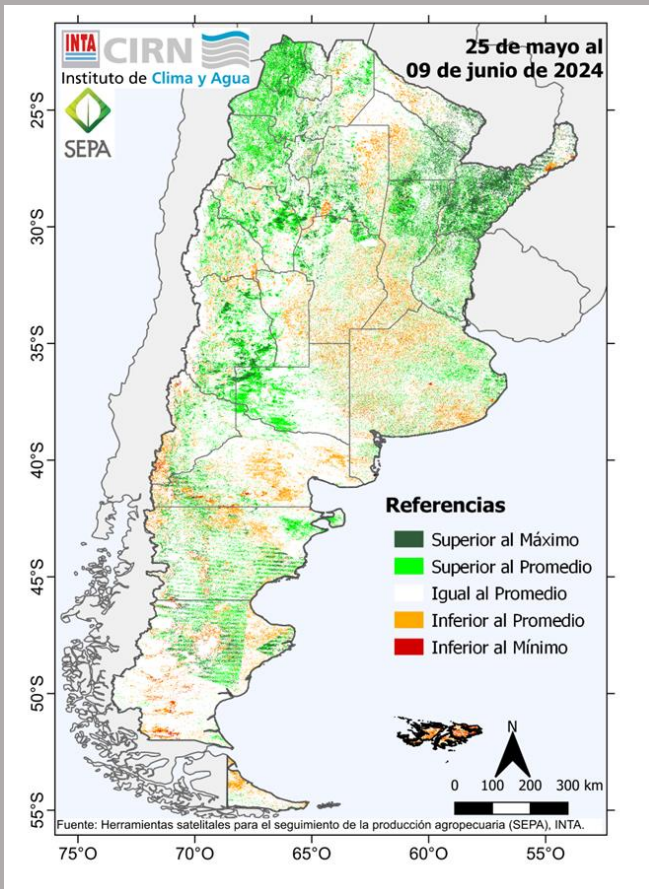 INTA CIRN
Instituto de Clima y Agua
SEPA
25 de mayo al
09 de junio de 2024
25°S
30°S
35°S
40°S
45°S
50°S
55°S
Referencias
Superior al Máximo
Superior al Promedio
Igual al Promedio
Inferior al Promedio
Inferior al Mínimo
N
0 100 200 300 km
Fuente: Herramientas satelitales para el seguimiento de la producción agropecuaria (SEPA), INTA.
75°O 70°O 65°O 60°O 55°O